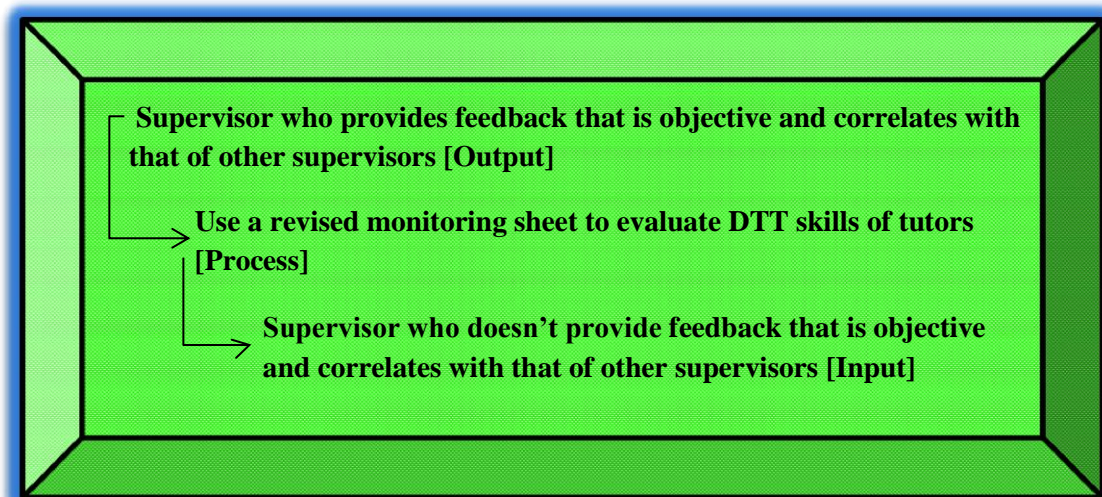 Supervisor who provides feedback that is objective and correlates with
that of other supervisors [Output]
Use a revised monitoring sheet to evaluate DTT skills of tutors
[Process]
Supervisor who doesn’t provide feedback that is objective
and correlates with that of other supervisors [Input]